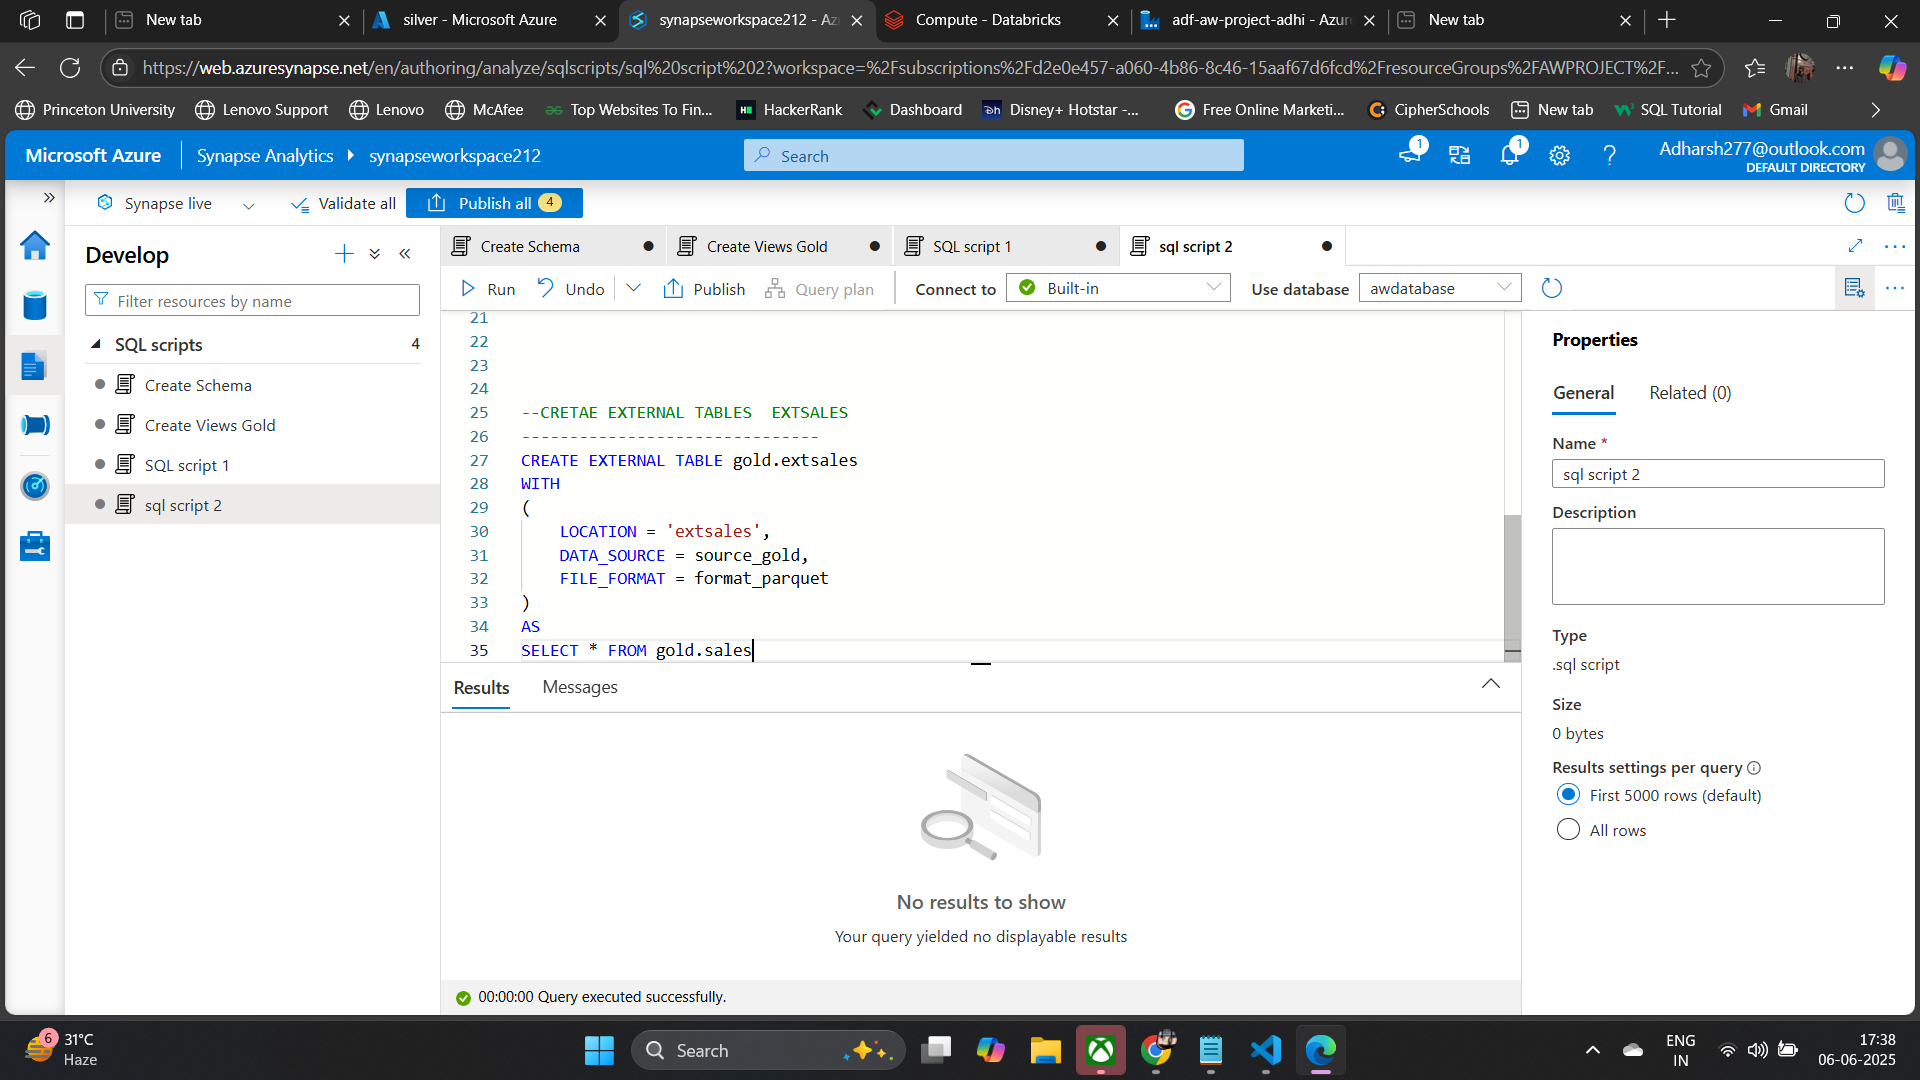 New tab
silver - Microsoft Azure
synapseworkspace212 - Az
Compute - Databricks
adf-aw-project-adhi - Azur
New tab
https://web.azuresynapse.net/en/authoring/analyze/sqlscripts/sql%20script%202?workspace=%2Fsubscriptions%2Fd2e0e457-a060-4b86-8c46-15aaf67d6fcd%2FresourceGroups%2FAWPROJECT%2F...
Princeton University
Lenovo Support
Lenovo
McAfee
Top Websites To Fin...
HackerRank
Dashboard
Disney+ Hotstar -...
Free Online Marketi...
CipherSchools
New tab
SQL Tutorial
Gmail
Microsoft Azure
Synapse Analytics
synapseworkspace212
Search
1
1
Adharsh277@outlook.com
DEFAULT DIRECTORY
Synapse live
Validate all
Publish all 4
Develop
Filter resources by name
SQL scripts 4
Create Schema
Create Views Gold
SQL script 1
sql script 2
Create Schema
Create Views Gold
SQL script 1
sql script 2
Run
Undo
Publish
Query plan
Connect to
Built-in
Use database
awdatabase
21
22
23
24
25 --CRETAE EXTERNAL TABLES  EXTSALES
26 -------------------------------
27 CREATE EXTERNAL TABLE gold.extsales
28 WITH
29 (
30 LOCATION = 'extsales',
31 DATA_SOURCE = source_gold,
32 FILE_FORMAT = format_parquet
33 )
34 AS
35 SELECT * FROM gold.sales
Results
Messages
No results to show
Your query yielded no displayable results
00:00:00 Query executed successfully.
Properties
General
Related (0)
Name *
sql script 2
Description
Type
.sql script
Size
0 bytes
Results settings per query
First 5000 rows (default)
All rows
6
31°C
Haze
Search
ENG
IN
17:38
06-06-2025